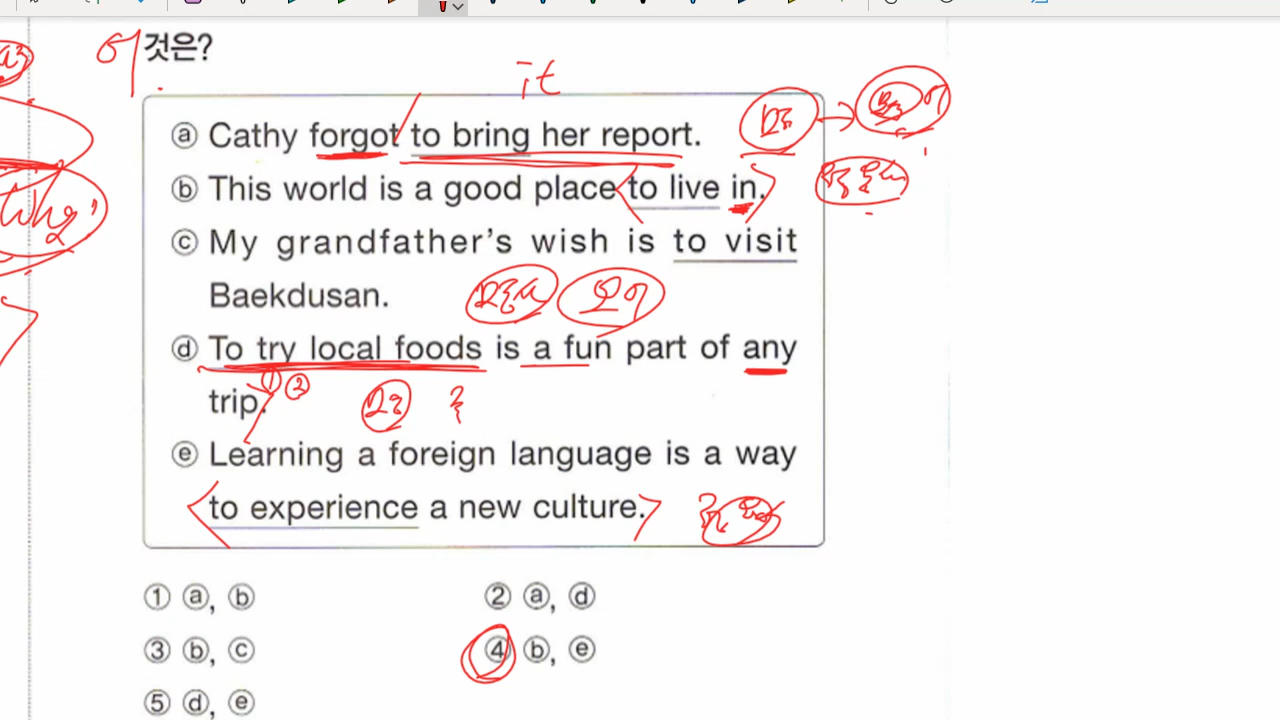 것은?
it
ⓐ Cathy forgot to bring her report.
ⓑ This world is a good place to live in.
ⓒ My grandfather's wish is to visit
Baekdusan.
ⓓ To try local foods is a fun part of any
trip.
① ②
ⓔ Learning a foreign language is a way
to experience a new culture.
① ⓐ, ⓑ ② ⓐ, ⓓ
③ ⓑ, ⓒ ④ ⓑ, ⓔ
⑤ ⓓ, ⓔ